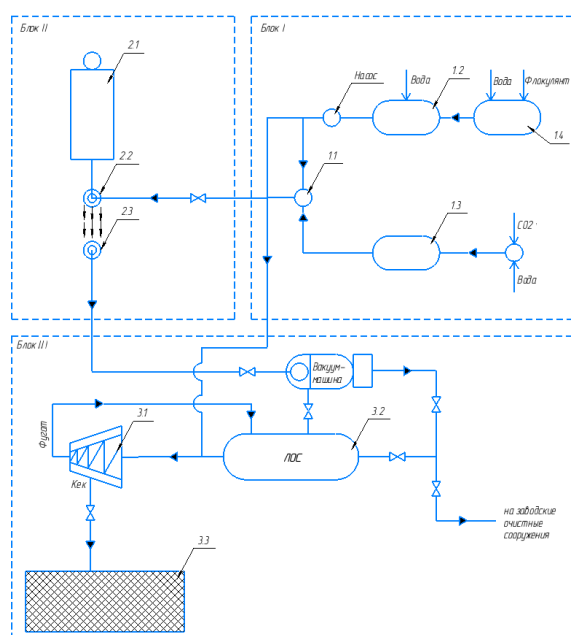 Блок II
Блок I
2.1
Насос
Вода
1.2
Вода
Флокулянт
1.4
1.1
2.2
2.3
1.3
CO2
Вода
Блок III
Вакуум-
машина
Фугат
3.1
3.2
ЛОС
Кек
на заводские
очистные
сооружения
3.3